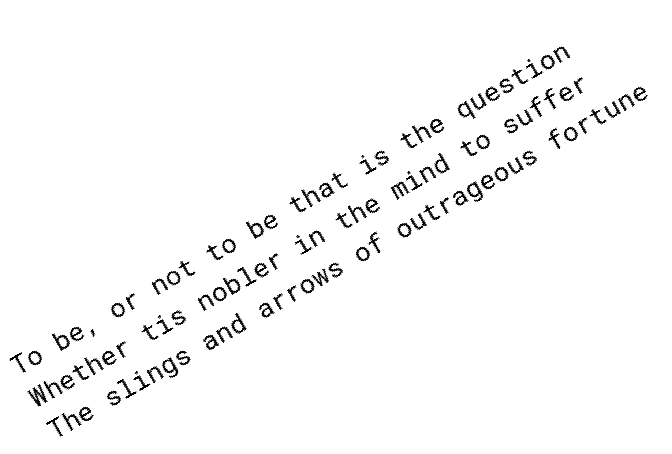 To be, or not to be that is the question
Whether tis nobler in the mind to suffer
The slings and arrows of outrageous fortune